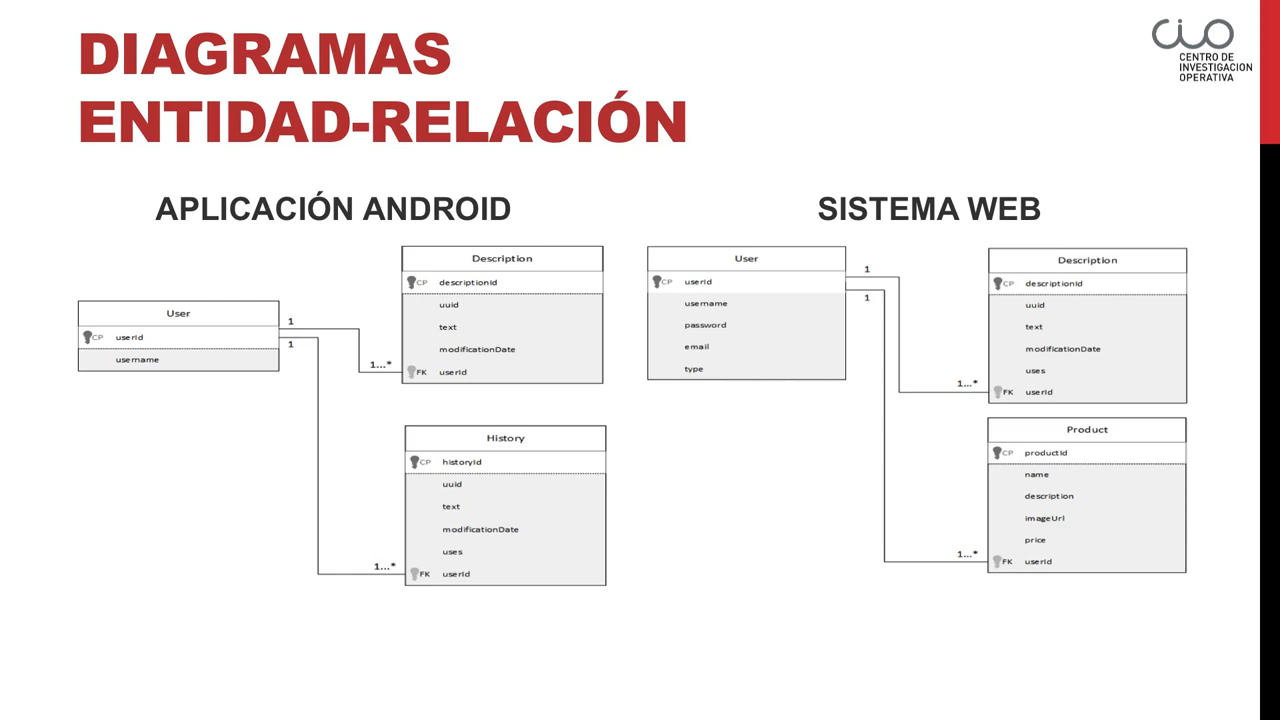 DIAGRAMAS
ENTIDAD-RELACIÓN
CIO
CENTRO DE
INVESTIGACION
OPERATIVA
APLICACIÓN ANDROID
User
CP userId
username
1
1
1...*
1...*
Description
CP descriptionId
uuid
text
modificationDate
FK userId
History
CP historyId
uuid
text
modificationDate
uses
FK userId
SISTEMA WEB
User
CP userId
username
password
email
type
1
1
1...*
1...*
Description
CP descriptionId
uuid
text
modificationDate
uses
FK userId
Product
CP productId
name
description
imageUrl
price
FK userId